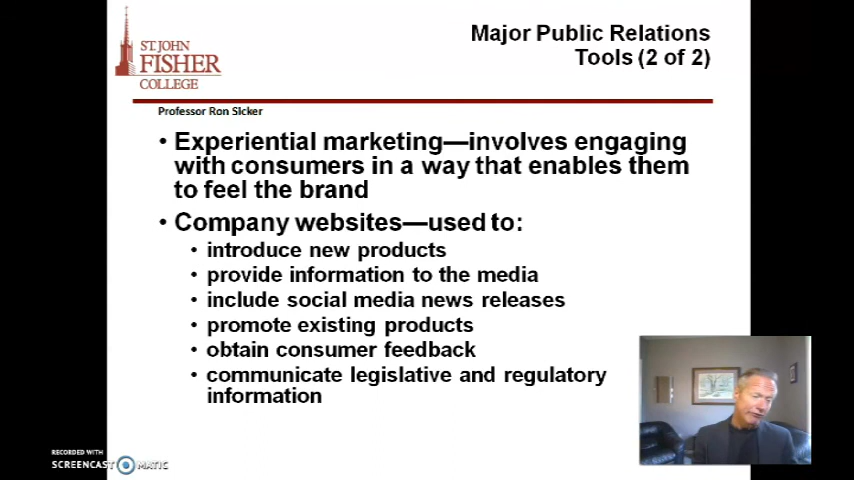 ST. JOHN
FISHER
COLLEGE
Major Public Relations
Tools (2 of 2)
Professor Ron Sicker
• Experiential marketing—involves engaging
with consumers in a way that enables them
to feel the brand
• Company websites—used to:
• introduce new products
• provide information to the media
• include social media news releases
• promote existing products
• obtain consumer feedback
• communicate legislative and regulatory
information
RECORDED WITH
SCREENCAST-O-MATIC